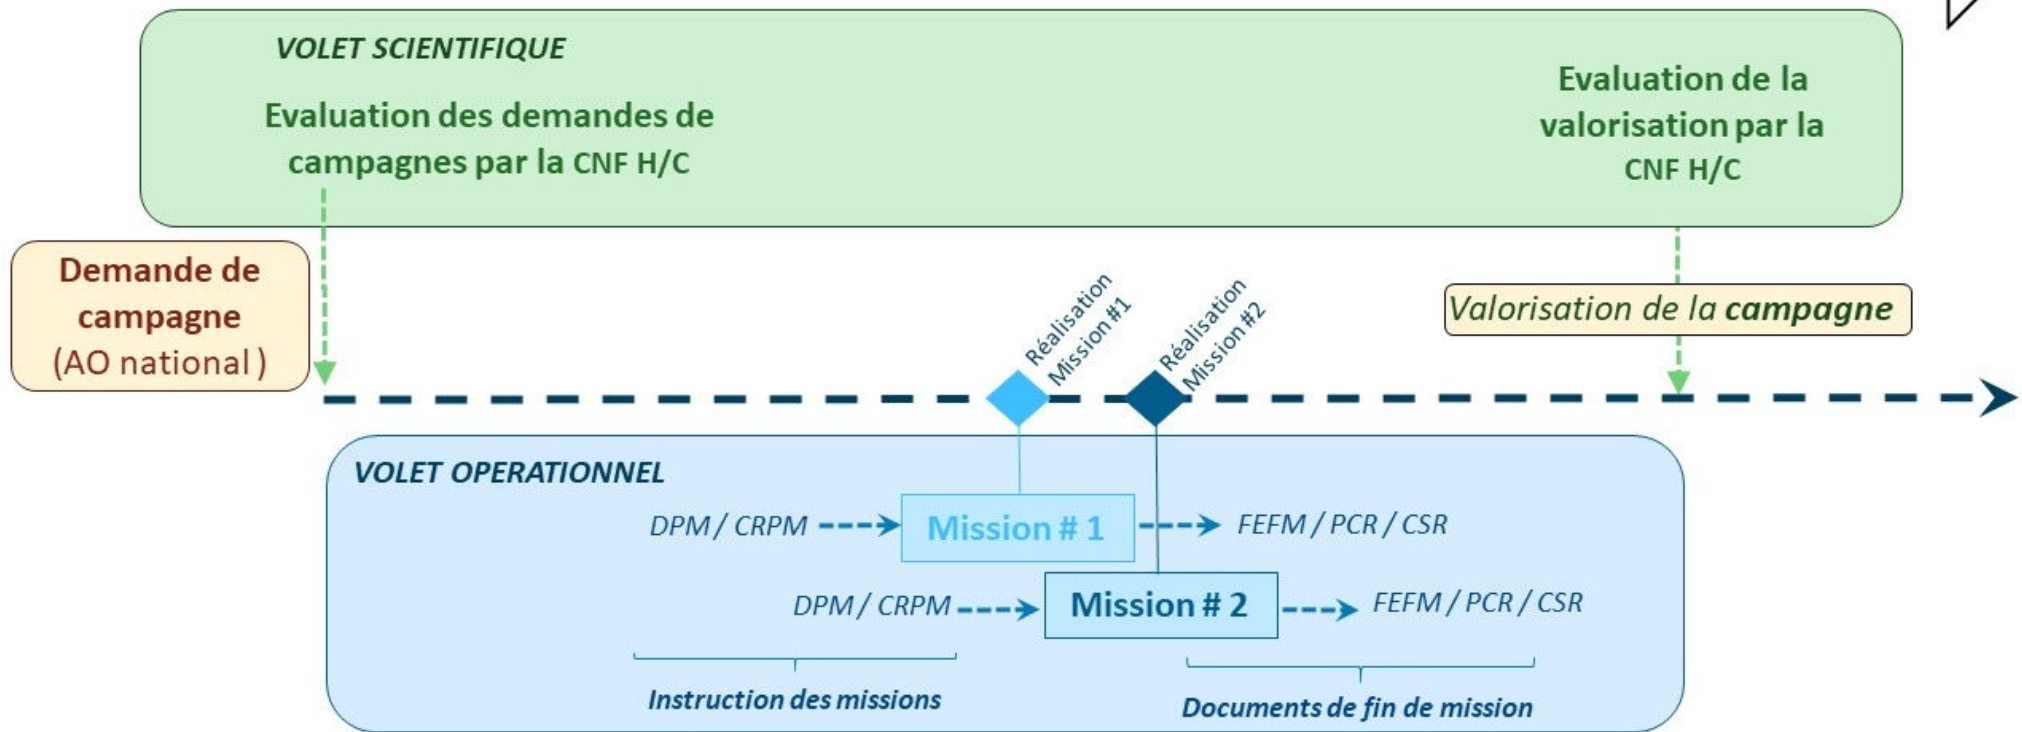 VOLET SCIENTIFIQUE
Evaluation des demandes de
campagnes par la CNF H/C
Evaluation de la
valorisation par la
CNF H/C
Demande de
campagne
(AO national)
Réalisation
Mission #1
Réalisation
Mission #2
Valorisation de la campagne
VOLET OPERATIONNEL
DPM / CRPM
Mission # 1
FEFM / PCR / CSR
DPM / CRPM
Mission # 2
FEFM / PCR / CSR
Instruction des missions
Documents de fin de mission